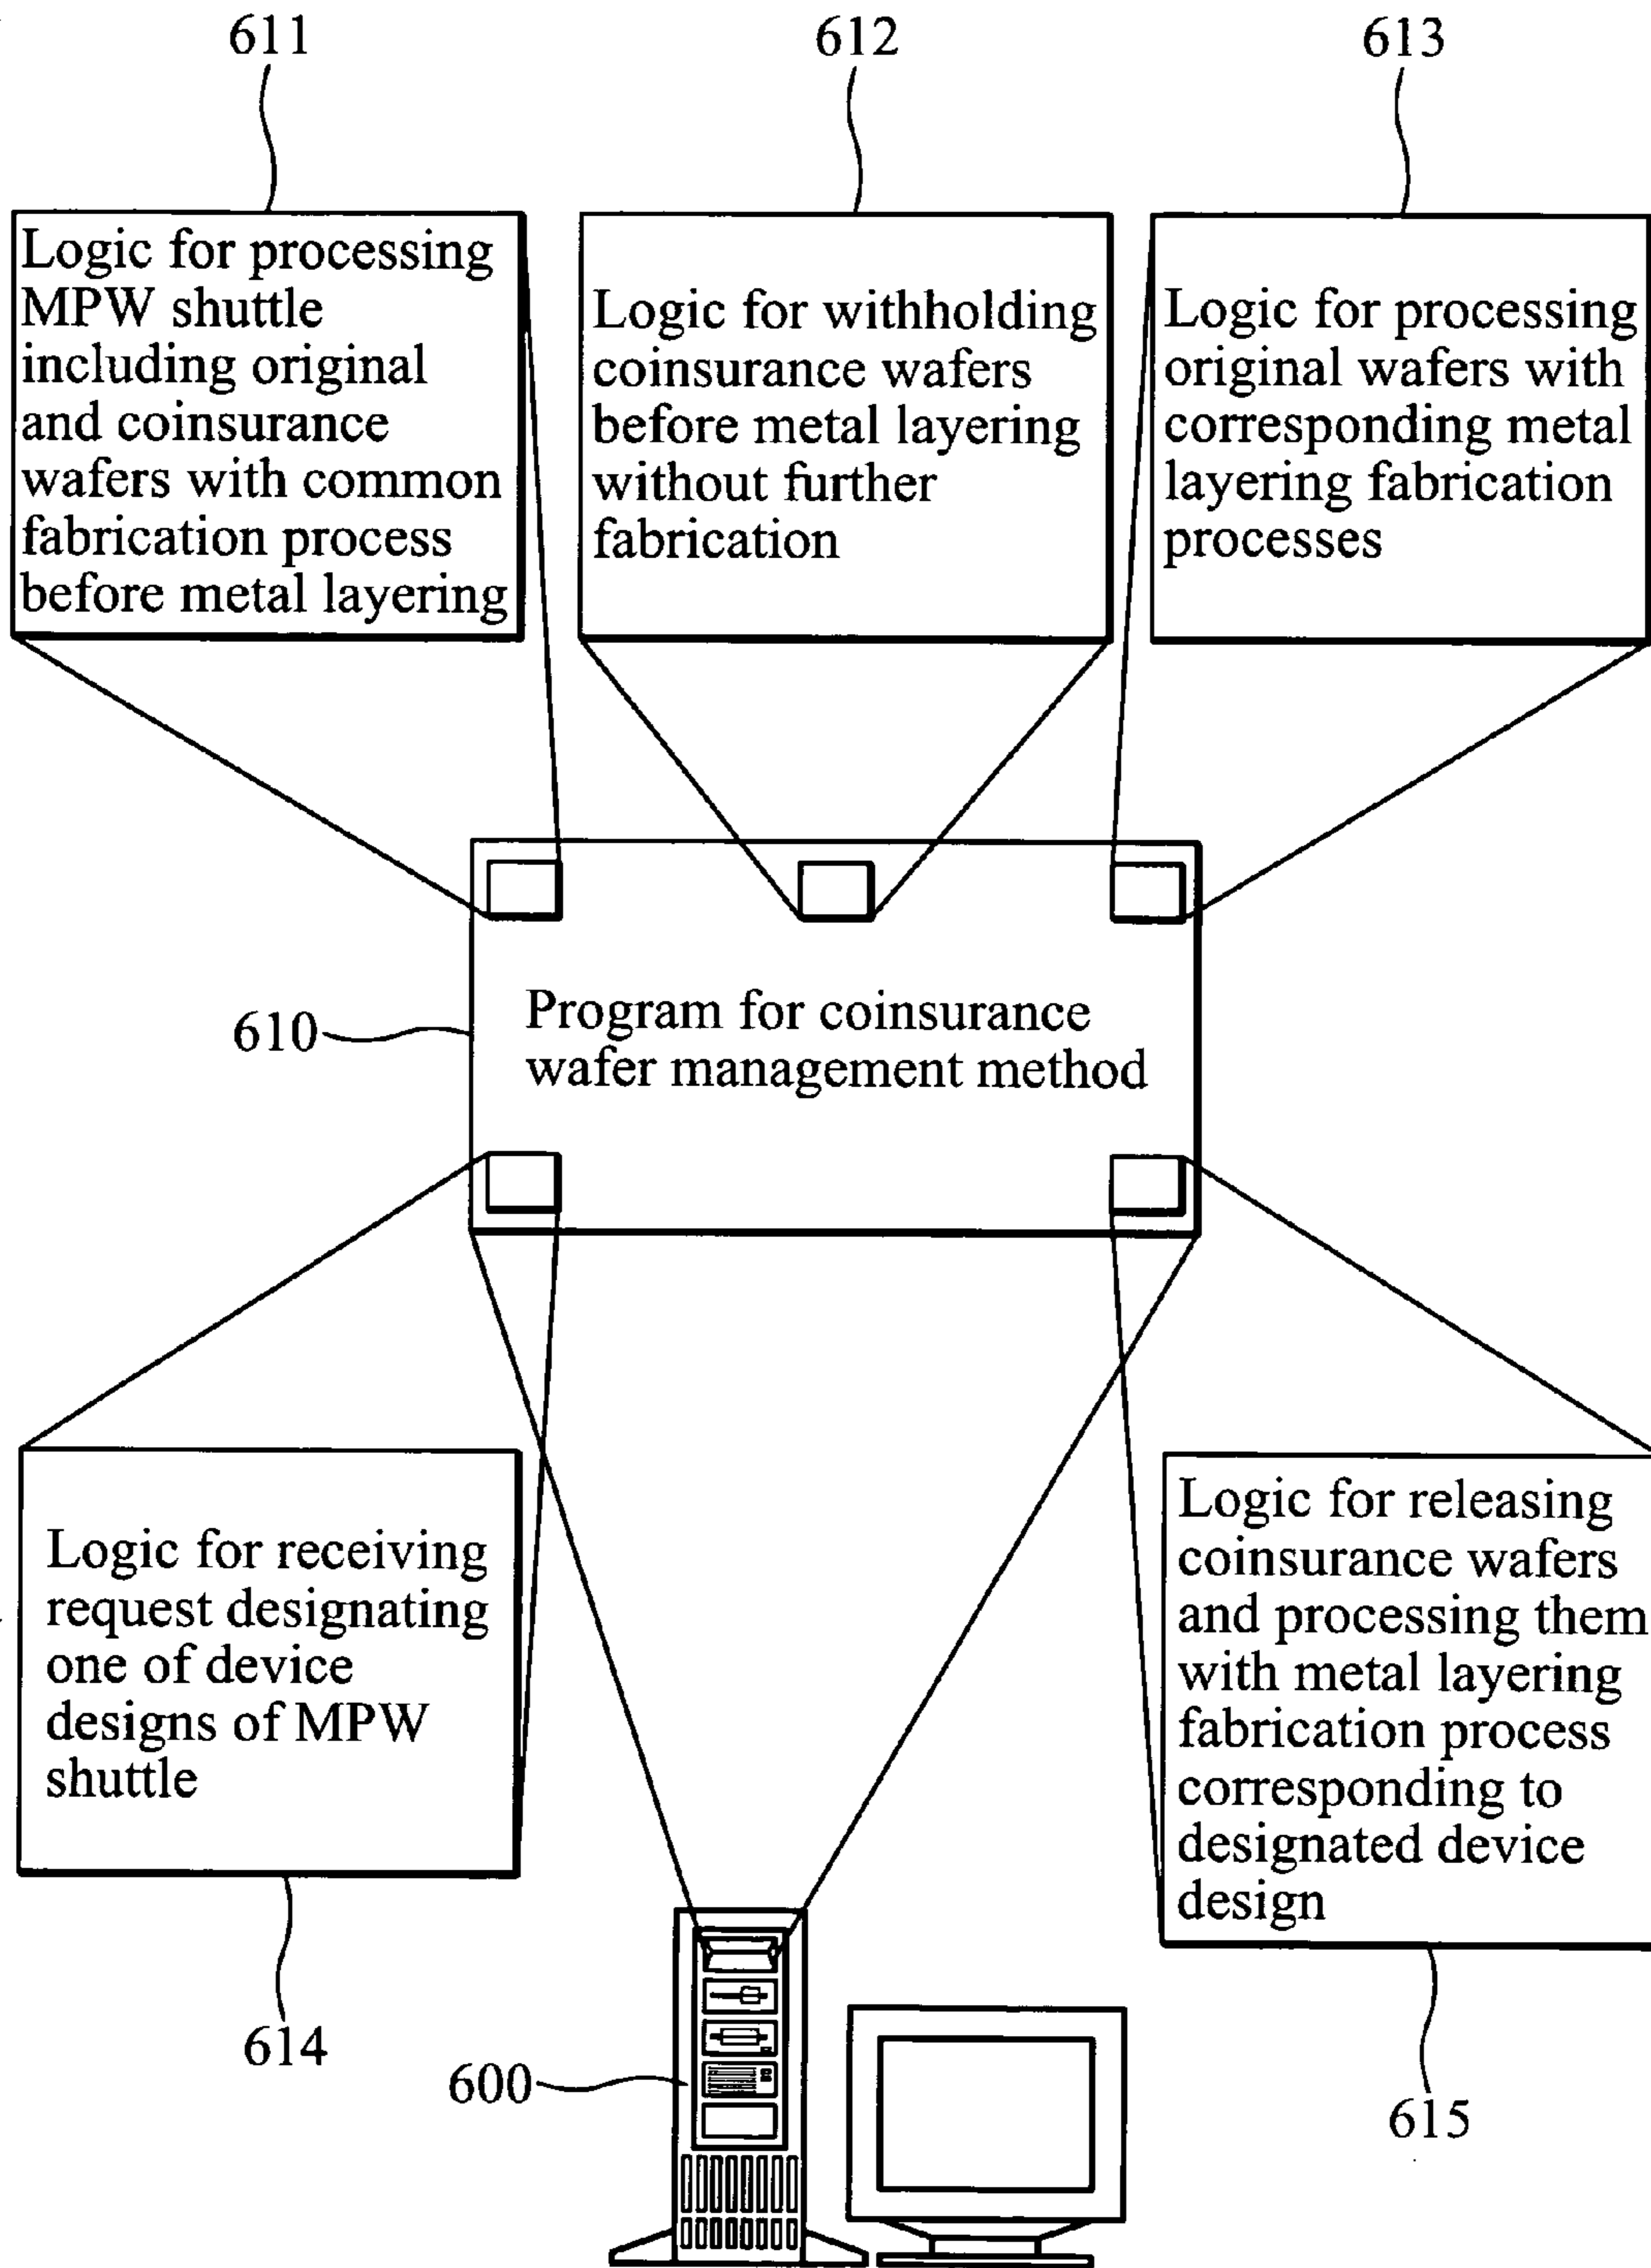 611
612
613
Logic for processing
MPW shuttle
including original
and coinsurance
wafers with common
fabrication process
before metal layering
Logic for withholding
coinsurance wafers
before metal layering
without further
fabrication
Logic for processing
original wafers with
corresponding metal
layering fabrication
processes
610
Program for coinsurance
wafer management method
Logic for receiving
request designating
one of device
designs of MPW
shuttle
Logic for releasing
coinsurance wafers
and processing them
with metal layering
fabrication process
corresponding to
designated device
design
614
600
615